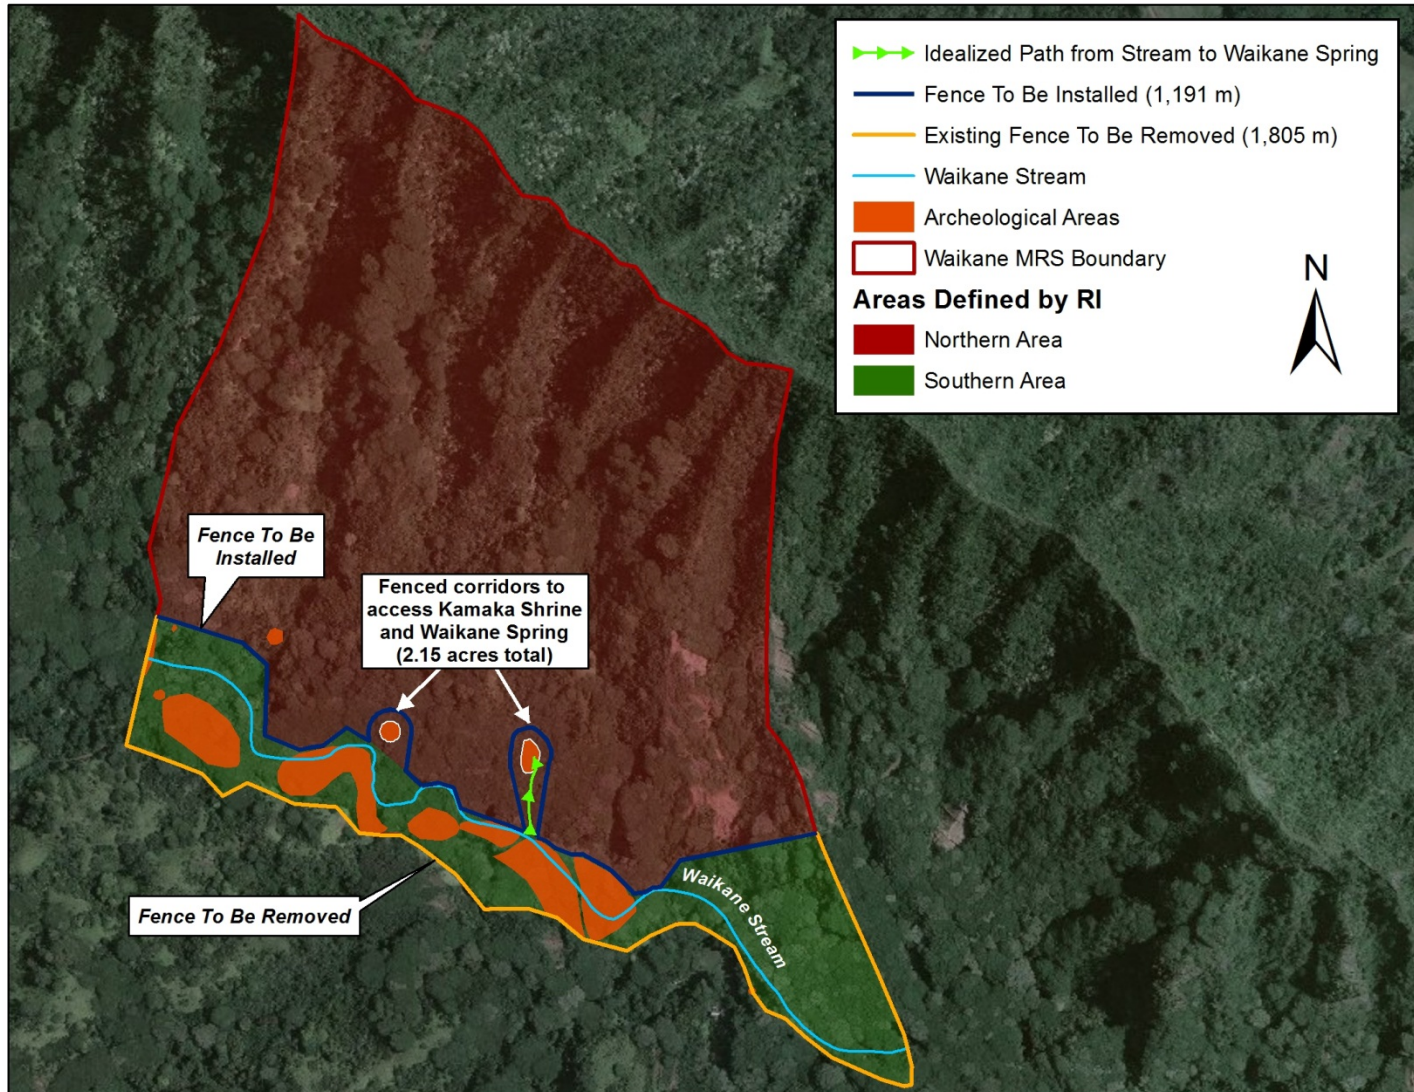 Idealized Path from Stream to Waikane Spring
Fence To Be Installed (1,191 m)
Existing Fence To Be Removed (1,805 m)
Waikane Stream
Archeological Areas
Waikane MRS Boundary
Areas Defined by RI
Northern Area
Southern Area
N
Fence To Be
Installed
Fenced corridors to
access Kamaka Shrine
and Waikane Spring
(2.15 acres total)
Fence To Be Removed
Waikane Stream